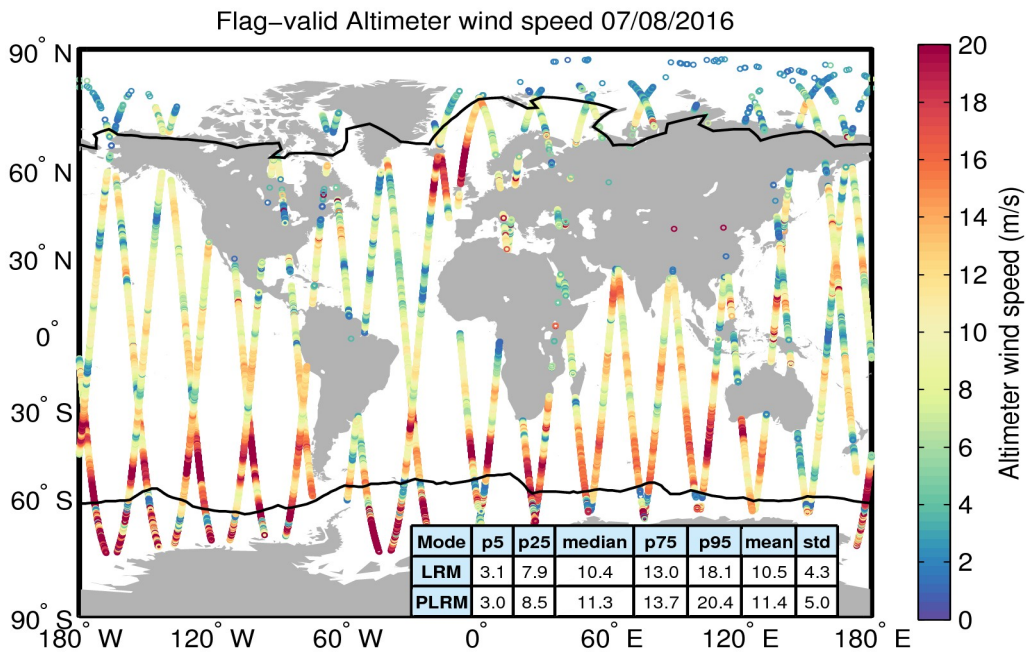 Flag−valid Altimeter wind speed 07/08/2016
90° N
60° N
30° N
0°
30° S
60° S
90° S
180° W
120° W
60° W
0°
60° E
120° E
180° E
Mode p5 p25 median p75 p95 mean std
LRM 3.1 7.9 10.4 13.0 18.1 10.5 4.3
PLRM 3.0 8.5 11.3 13.7 20.4 11.4 5.0
20
18
16
14
12
10
8
6
4
2
0
Altimeter wind speed (m/s)